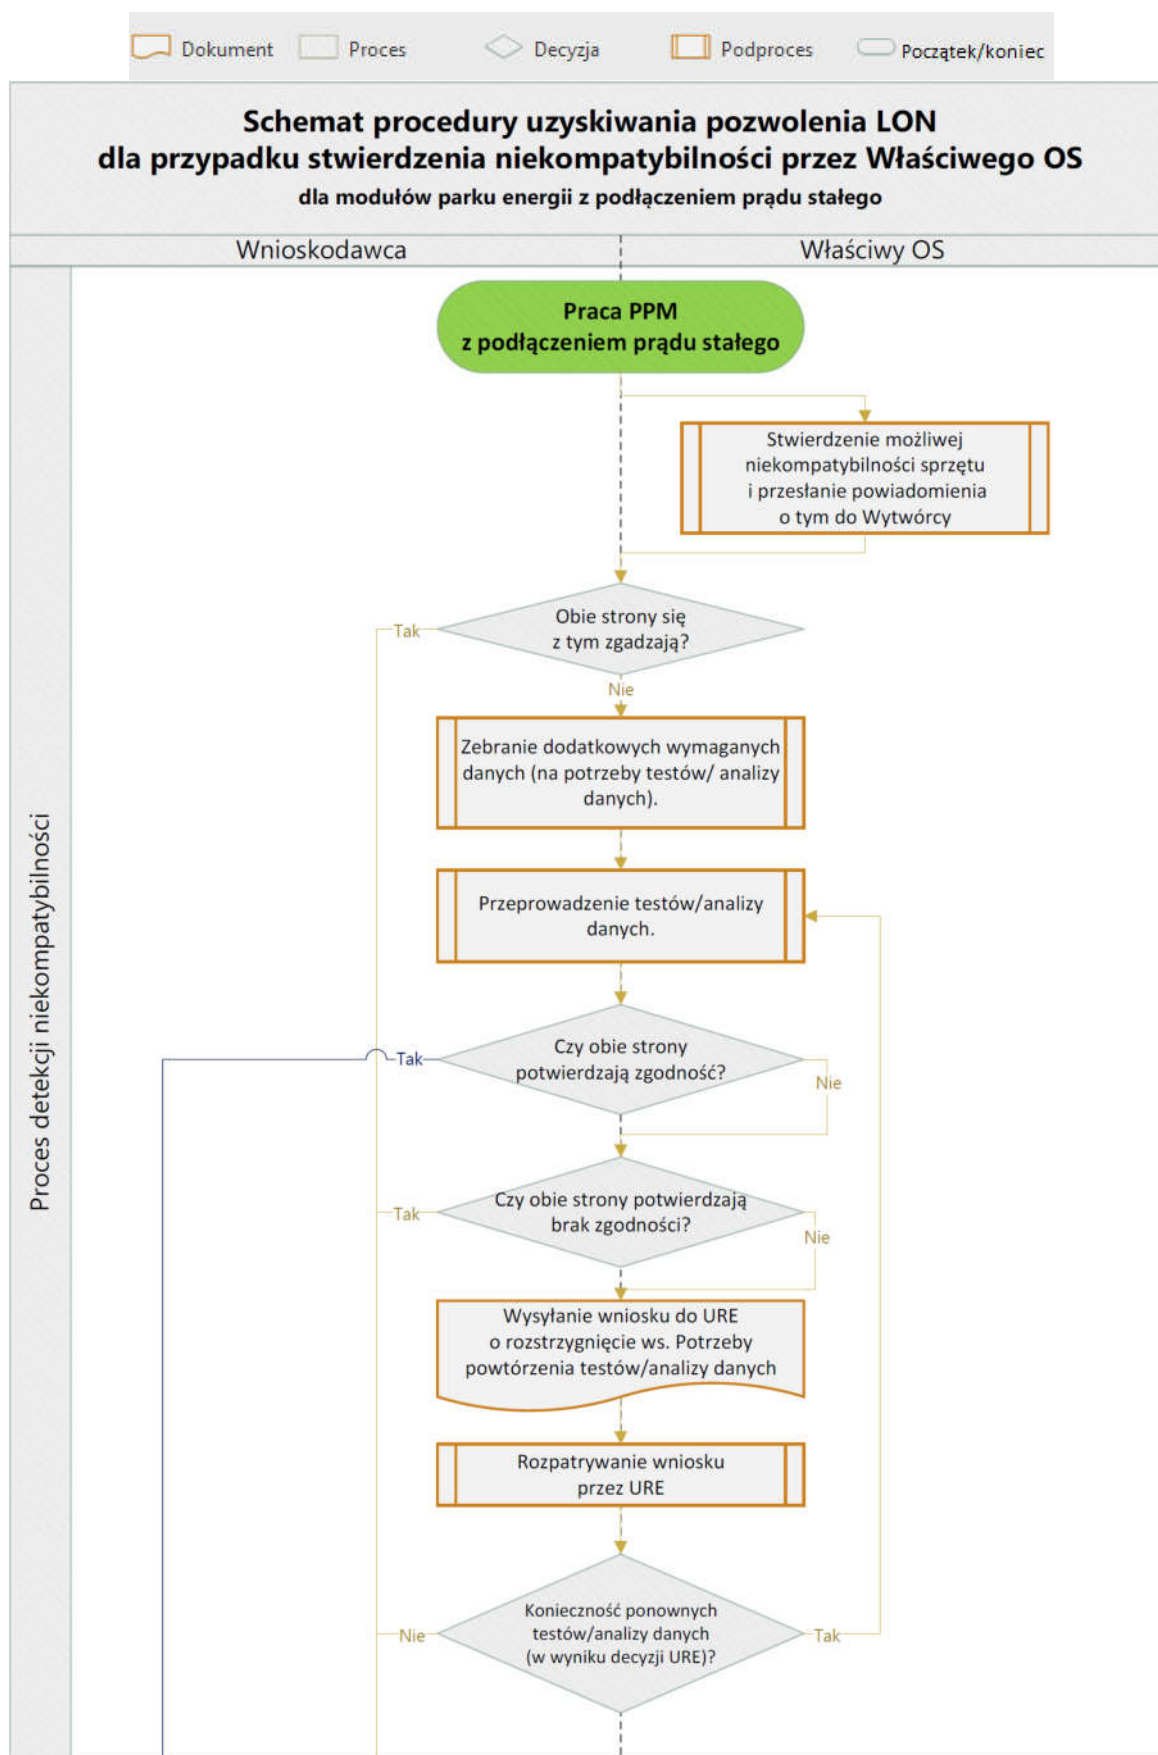 Dokument Proces Decyzja Podproces Początek/koniec
Schemat procedury uzyskiwania pozwolenia LON
dla przypadku stwierdzenia niekompatybilności przez Właściwego OS
dla modułów parku energii z podłączeniem prądu stałego
Wnioskodawca Właściwy OS
Proces detekcji niekompatybilności
Praca PPM
z podłączeniem prądu stałego
Stwierdzenie możliwej
niekompatybilności sprzętu
i przesłanie powiadomienia
o tym do Wytwórcy
Obie strony się
z tym zgadzają?
Tak
Nie
Zebranie dodatkowych wymaganych
danych (na potrzeby testów/ analizy
danych).
Przeprowadzenie testów/analizy
danych.
Czy obie strony
potwierdzają zgodność?
Tak
Nie
Czy obie strony potwierdzają
brak zgodności?
Tak
Nie
Wysyłanie wniosku do URE
o rozstrzygnięcie ws. Potrzeby
powtórzenia testów/analizy danych
Rozpatrywanie wniosku
przez URE
Konieczność ponownych
testów/analizy danych
(w wyniku decyzji URE)?
Nie
Tak